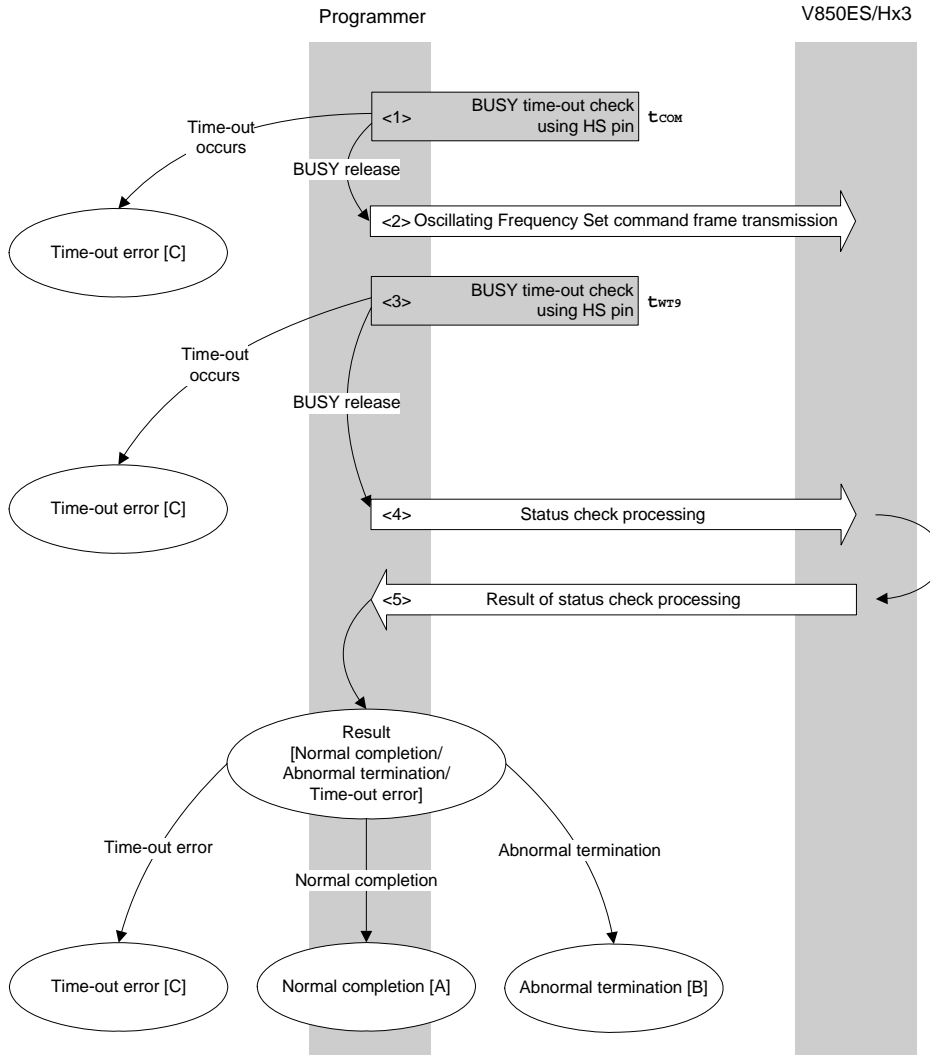 Programmer
V850ES/Hx3
<1>
BUSY time-out check
using HS pin
tCOM
Time-out
occurs
BUSY release
<2> Oscillating Frequency Set command frame transmission
Time-out error [C]
<3>
BUSY time-out check
using HS pin
tWT9
Time-out
occurs
BUSY release
Time-out error [C]
<4> Status check processing
<5> Result of status check processing
Result
[Normal completion/
Abnormal termination/
Time-out error]
Time-out error
Abnormal termination
Normal completion
Time-out error [C]
Normal completion [A]
Abnormal termination [B]